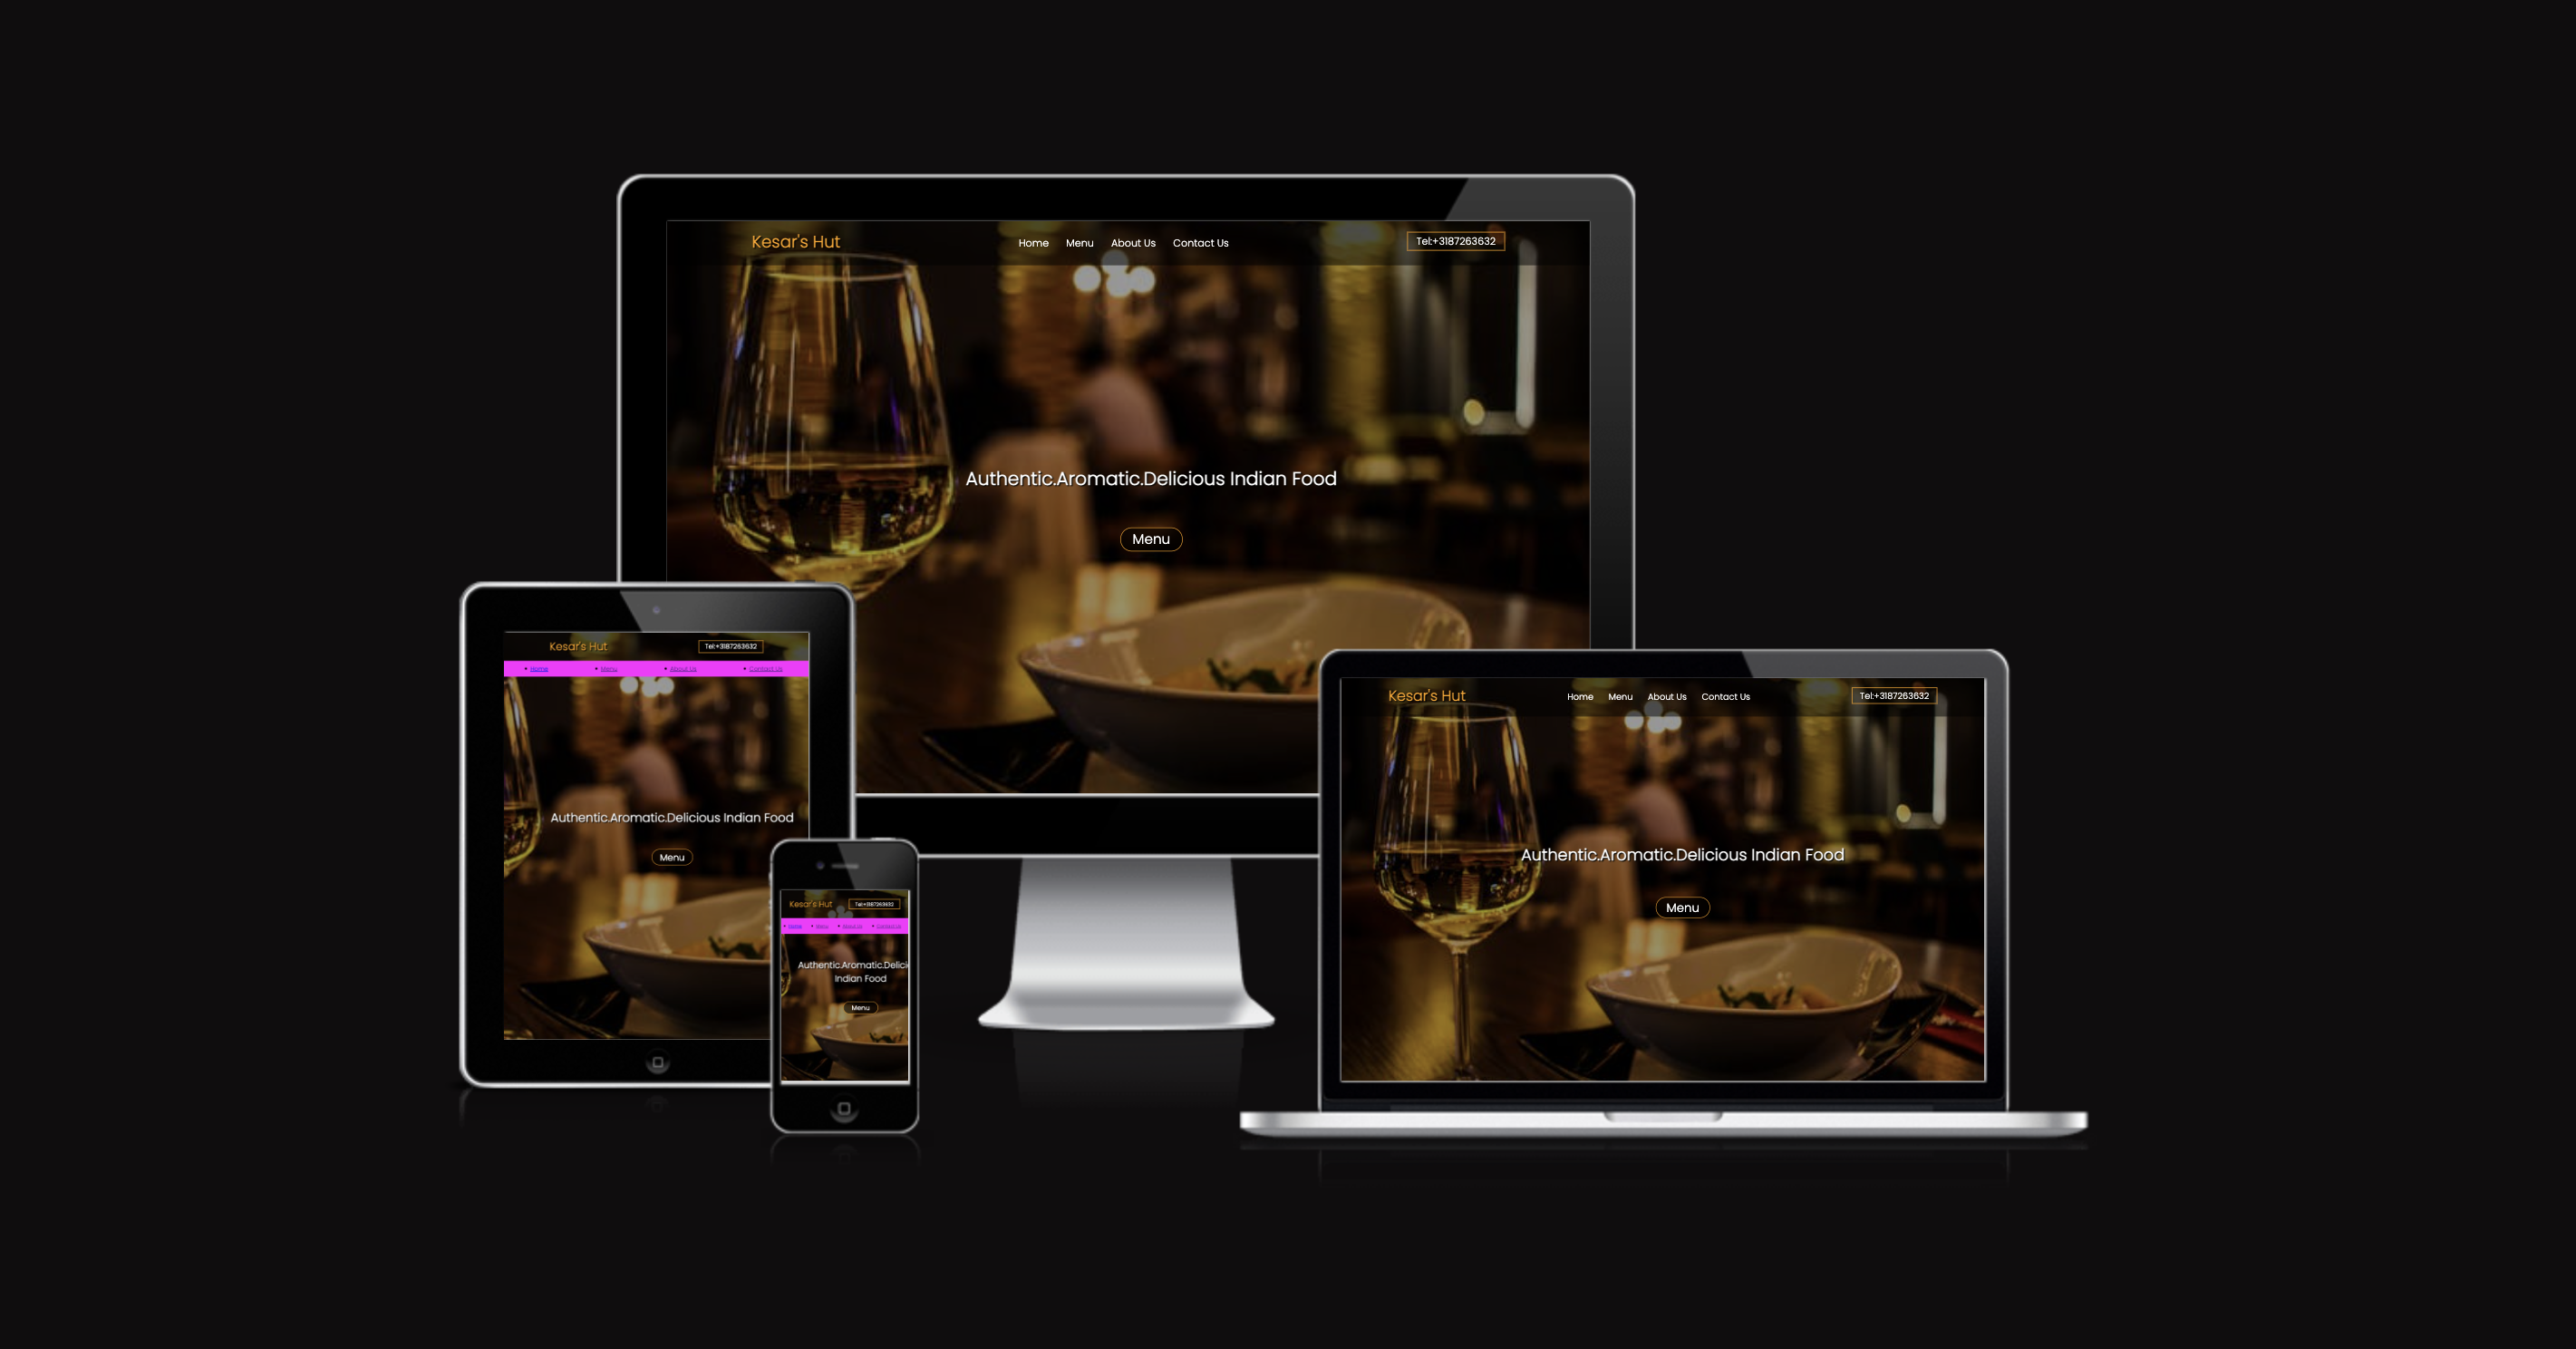 Kesar's Hut
Home Menu About Us Contact Us
Tel:+3187263632
Authentic.Aromatic.Delicious Indian Food
Menu
Kesar's Hut
Tel:+3187263632
Home Menu About Us Contact Us
Authentic.Aromatic.Delicious Indian Food
Menu
Kesar's Hut
Tel:+3187263632
Home Menu About Us Contact Us
Authentic.Aromatic.Delici
Indian Food
Menu
Kesar's Hut
Home Menu About Us Contact Us
Tel:+3187263632
Authentic.Aromatic.Delicious Indian Food
Menu